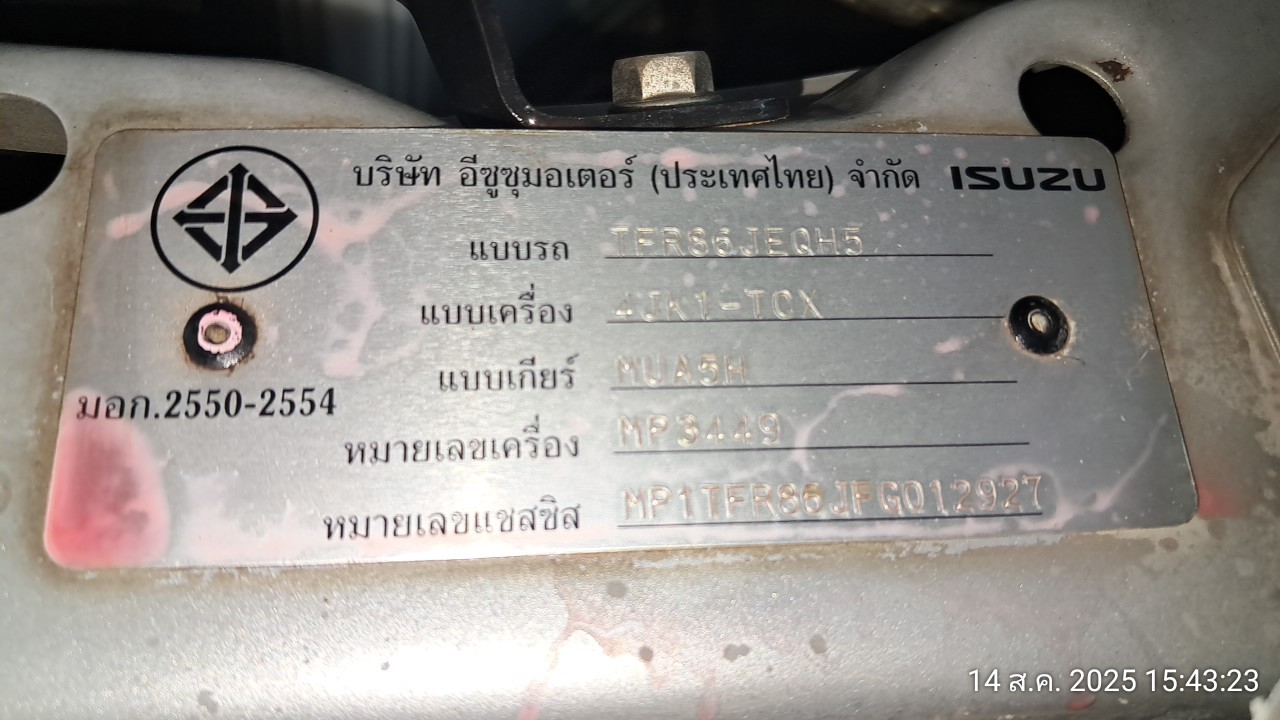 บริษัท อีซูซุมอเตอร์ (ประเทศไทย) จำกัด ISUZU
แบบรถ TFR86JEQH5
แบบเครื่อง 4JK1-TCX
แบบเกียร์ MUA5H
มอก.2550-2554
หมายเลขเครื่อง MP3449
หมายเลขแชสซิส MP1TFR86JFG012927
14 ส.ค. 2025 15:43:23